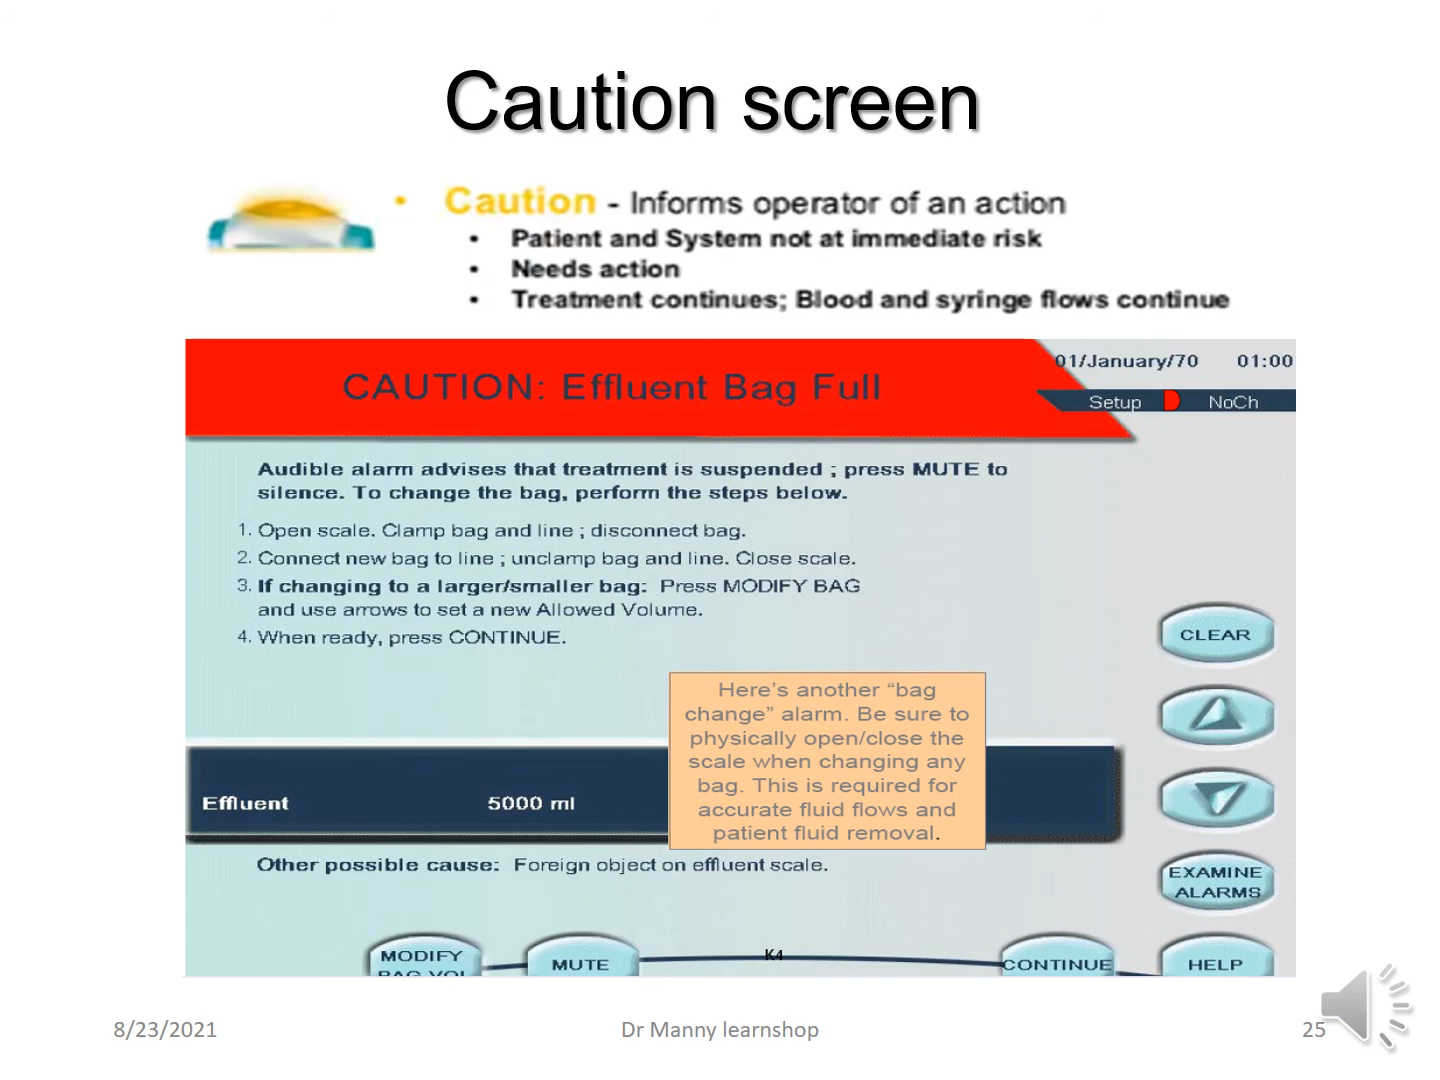 Caution screen
• Caution - Informs operator of an action
• Patient and System not at immediate risk
• Needs action
• Treatment continues; Blood and syringe flows continue
CAUTION: Effluent Bag Full
01/January/70 01:00
Setup NoCh
Audible alarm advises that treatment is suspended ; press MUTE to
silence. To change the bag, perform the steps below.
1. Open scale. Clamp bag and line ; disconnect bag.
2. Connect new bag to line ; unclamp bag and line. Close scale.
3. If changing to a larger/smaller bag: Press MODIFY BAG
and use arrows to set a new Allowed Volume.
4. When ready, press CONTINUE.
CLEAR
Here’s another “bag
change” alarm. Be sure to
physically open/close the
scale when changing any
bag. This is required for
accurate fluid flows and
patient fluid removal.
Effluent 5000 ml
Other possible cause: Foreign object on effluent scale.
EXAMINE
ALARMS
MODIFY
BAG VOL
MUTE
K4
CONTINUE
HELP
8/23/2021
Dr Manny learnshop
25